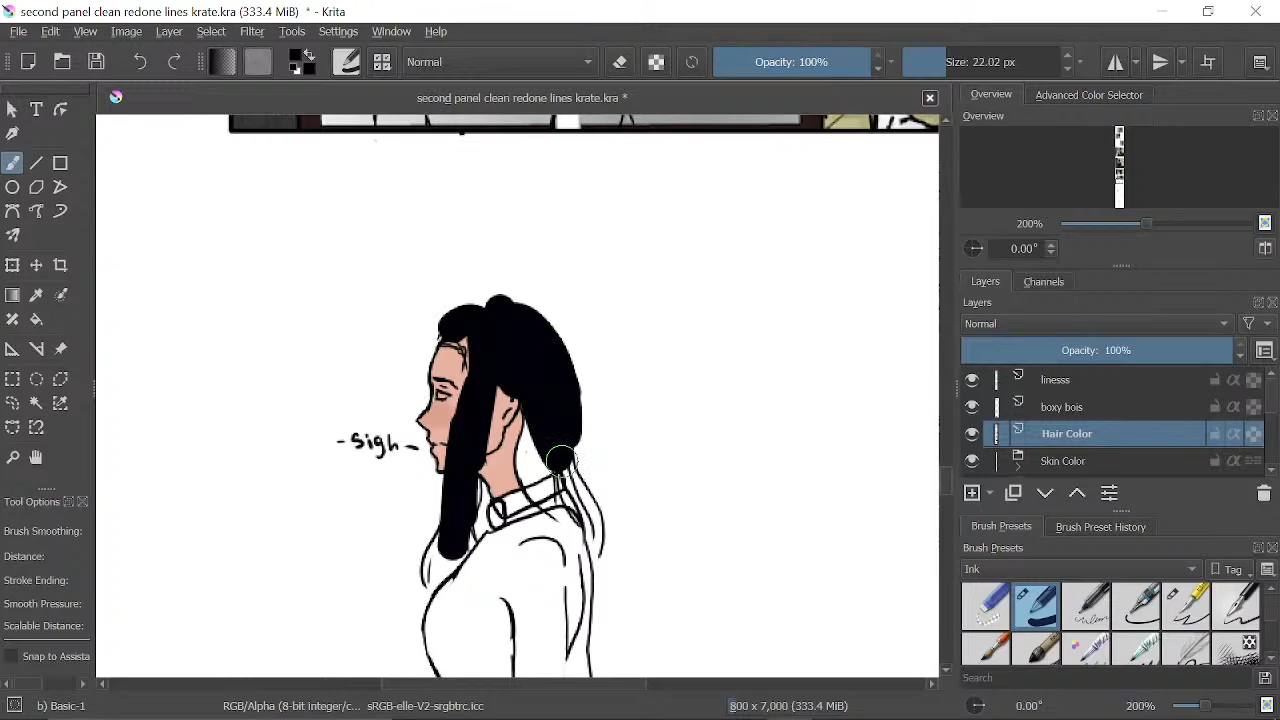 second panel clean redone lines krate.kra (333.4 MiB) * - Krita
File Edit View Image Layer Filter Tools Settings Window Help
Normal Opacity: 100% Size: 22.02 px
second panel clean redone lines krate.kra *
Overview Advanced Color Selector
Overview
200%
0.00°
Layers Channels
Layers
Normal
Opacity: 100%
linesss
boxy bois
Hair Color
Skin Color
- sigh -
Tool Options
Brush Smoothing:
Distance:
Stroke Ending:
Smooth Pressure:
Scalable Distance:
Snap to Assista
Brush Presets Brush Preset History
Brush Presets
Ink Tag
Search
b) Basic-1 RGB/Alpha (8-bit integer/c... sRGB-elle-V2-srgbtrc.icc 800 x 7,000 (333.4 MiB) 0.00° 200%